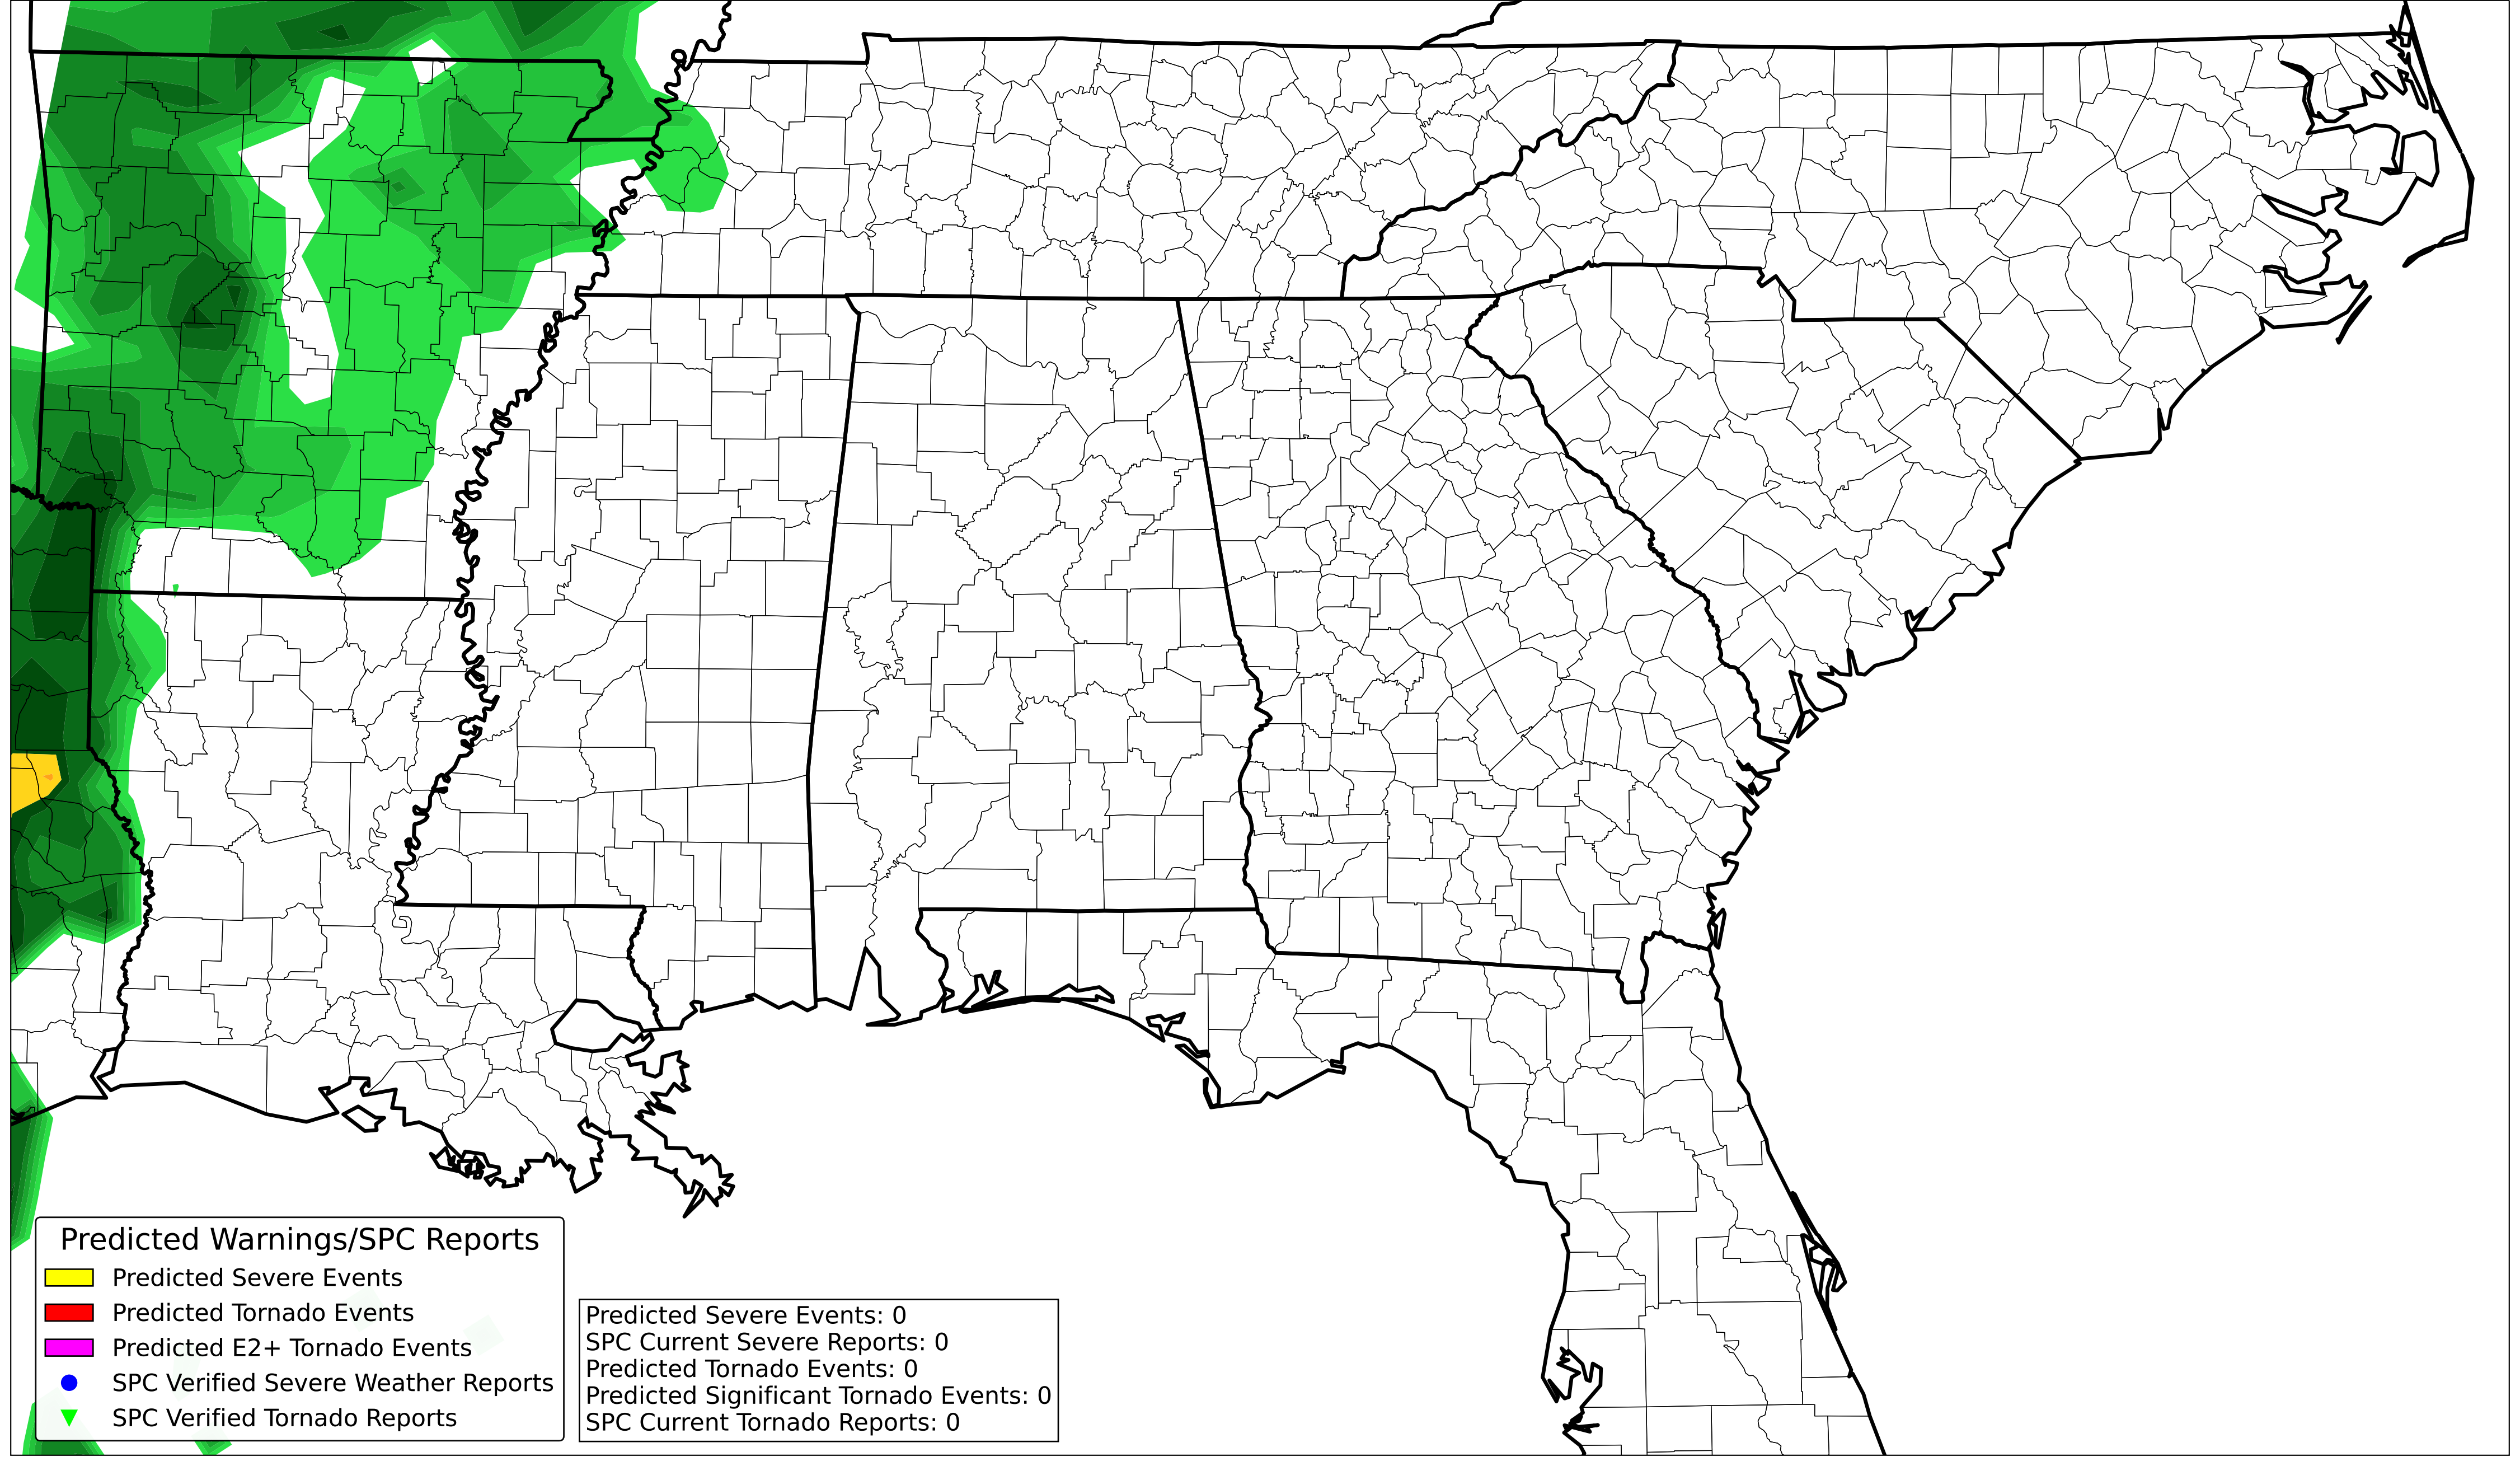 Predicted Warnings/SPC Reports
Predicted Severe Events
Predicted Tornado Events
Predicted E2+ Tornado Events
SPC Verified Severe Weather Reports
SPC Verified Tornado Reports
Predicted Severe Events: 0
SPC Current Severe Reports: 0
Predicted Tornado Events: 0
Predicted Significant Tornado Events: 0
SPC Current Tornado Reports: 0